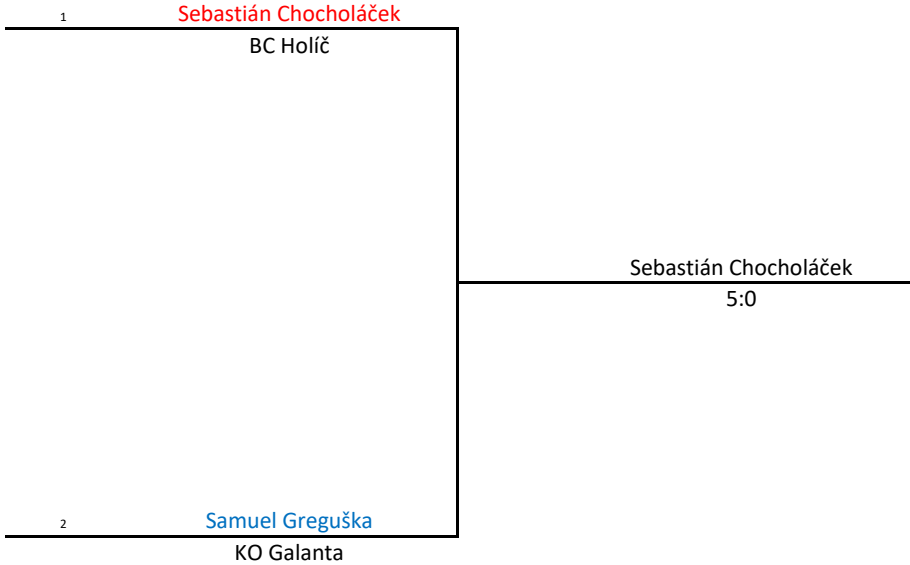 1 Sebastián Chocholáček
BC Holíč
Sebastián Chocholáček
5:0
2 Samuel Greguška
KO Galanta